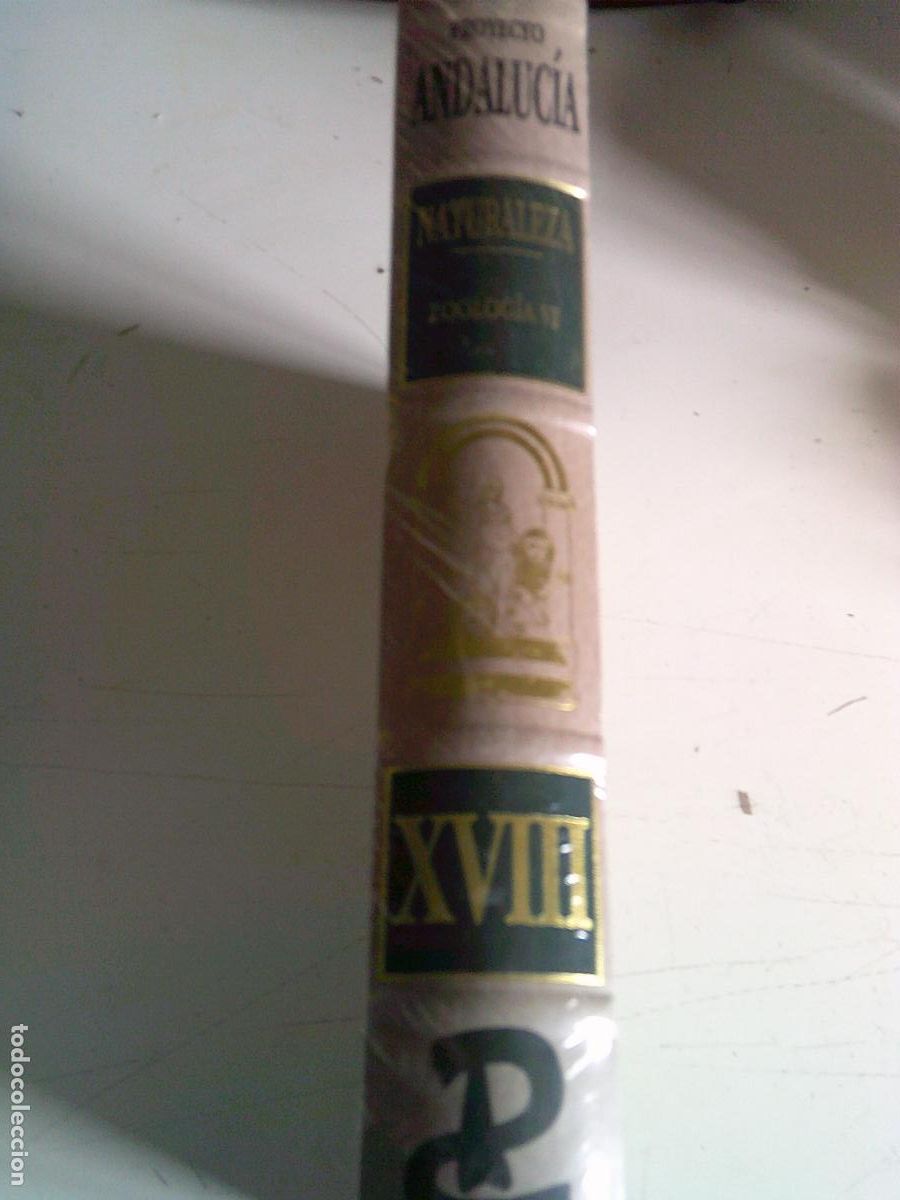 PROYECTO
ANDALUCÍA
NATURALEZA
ZOOLOGÍA VI
XVIII
todocoleccion